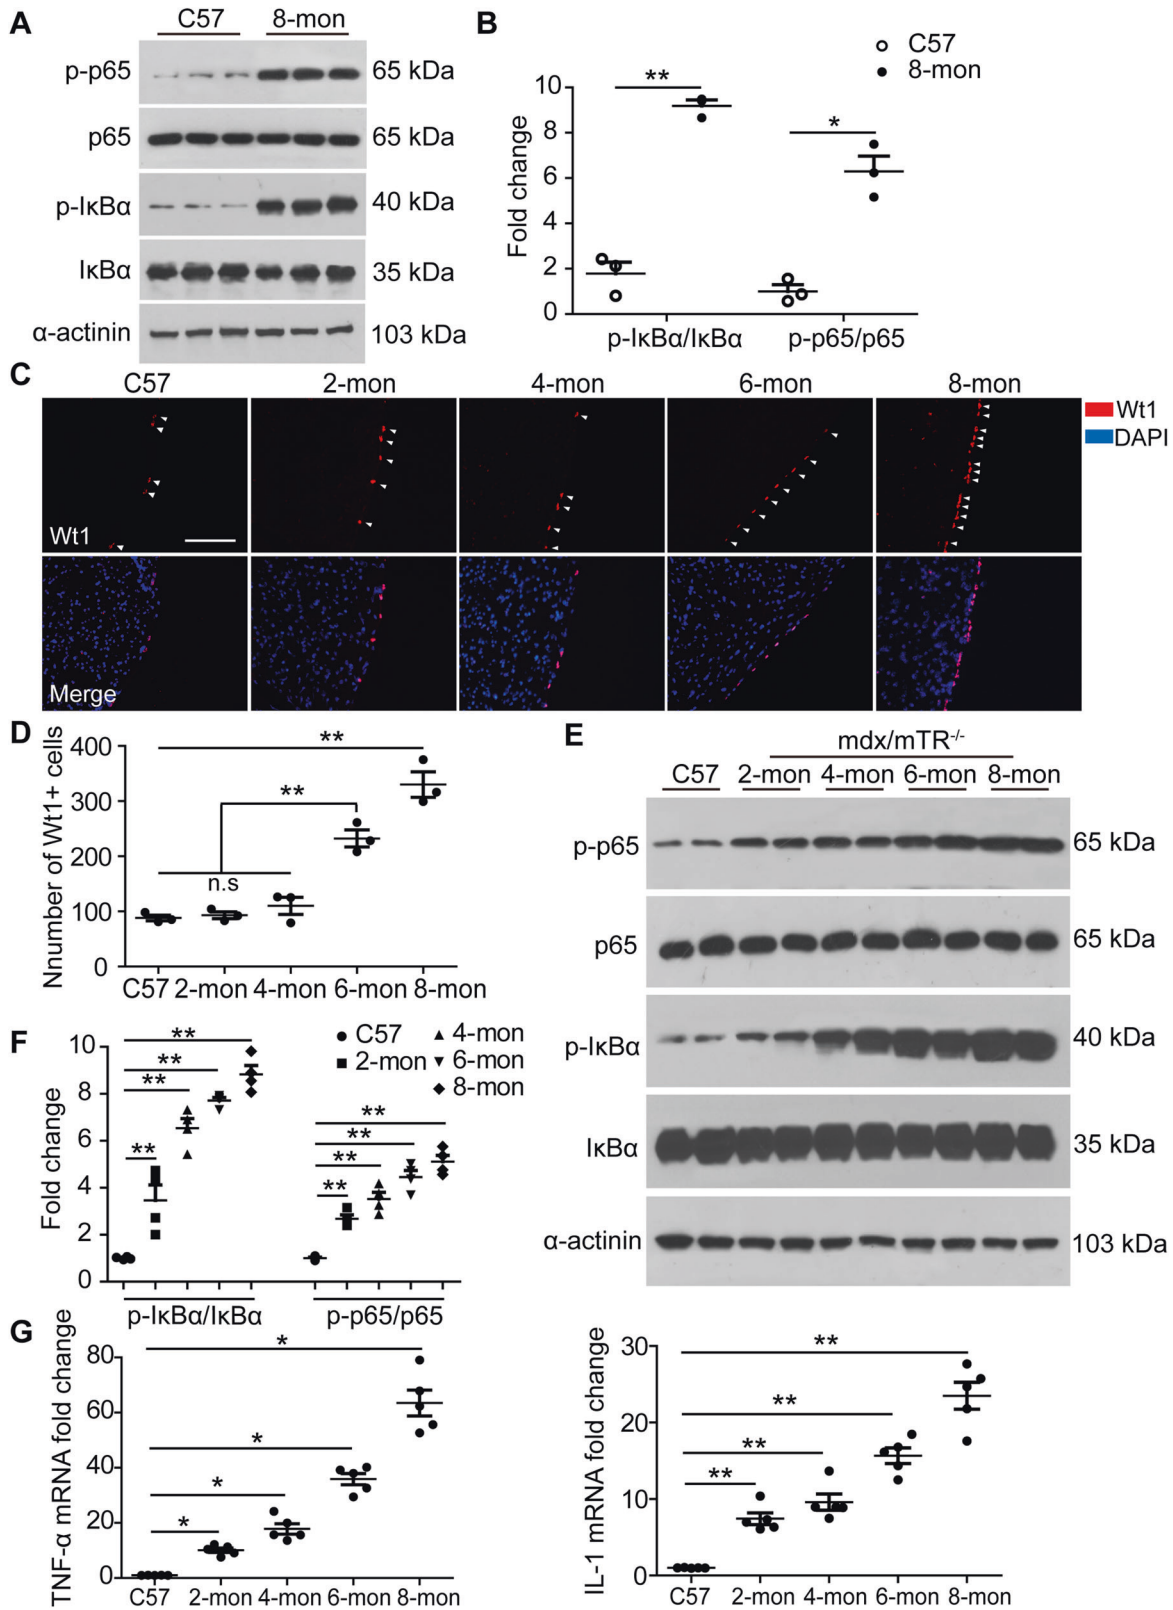 A
C57 8-mon
p-p65 65 kDa
p65 65 kDa
p-IκBα 40 kDa
IκBα 35 kDa
α-actinin 103 kDa
B
C57
8-mon
** *
Fold change
10
8
6
4
2
0
p-IκBα/IκBα p-p65/p65
C
C57 2-mon 4-mon 6-mon 8-mon
Wt1
DAPI
Wt1
Merge
D
Nnumber of Wt1+ cells
400
300
200
100
0
**
**
n.s
C57 2-mon 4-mon 6-mon 8-mon
E
mdx/mTR-/-
C57 2-mon 4-mon 6-mon 8-mon
p-p65 65 kDa
p65 65 kDa
p-IκBα 40 kDa
IκBα 35 kDa
α-actinin 103 kDa
F
C57
2-mon
4-mon
6-mon
8-mon
Fold change
10
8
6
4
2
0
**
**
**
**
**
**
**
**
p-IκBα/IκBα p-p65/p65
G
TNF-α mRNA fold change
80
60
40
20
0
*
*
*
*
C57 2-mon 4-mon 6-mon 8-mon
IL-1 mRNA fold change
30
20
10
0
**
**
**
**
C57 2-mon 4-mon 6-mon 8-mon